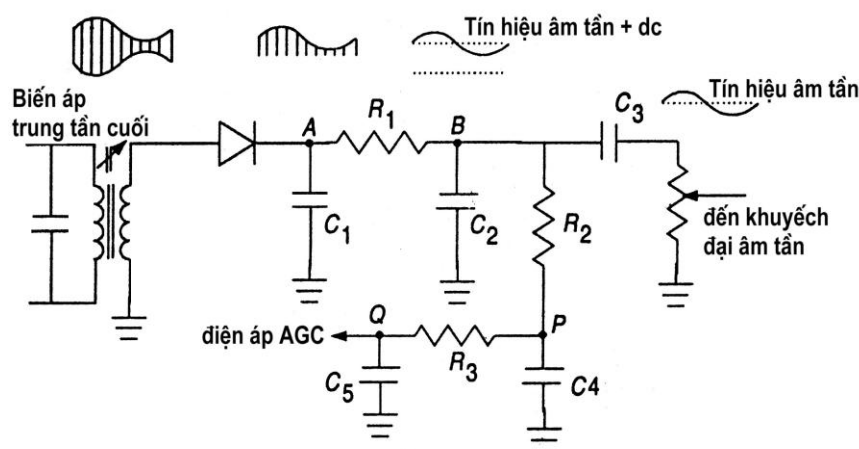 Tín hiệu âm tần + dc
Tín hiệu âm tần
Biến áp
trung tần cuối
A
R1
B
C3
C1
C2
R2
đến khuyếch
đại âm tần
điện áp AGC
Q
R3
P
C5
C4